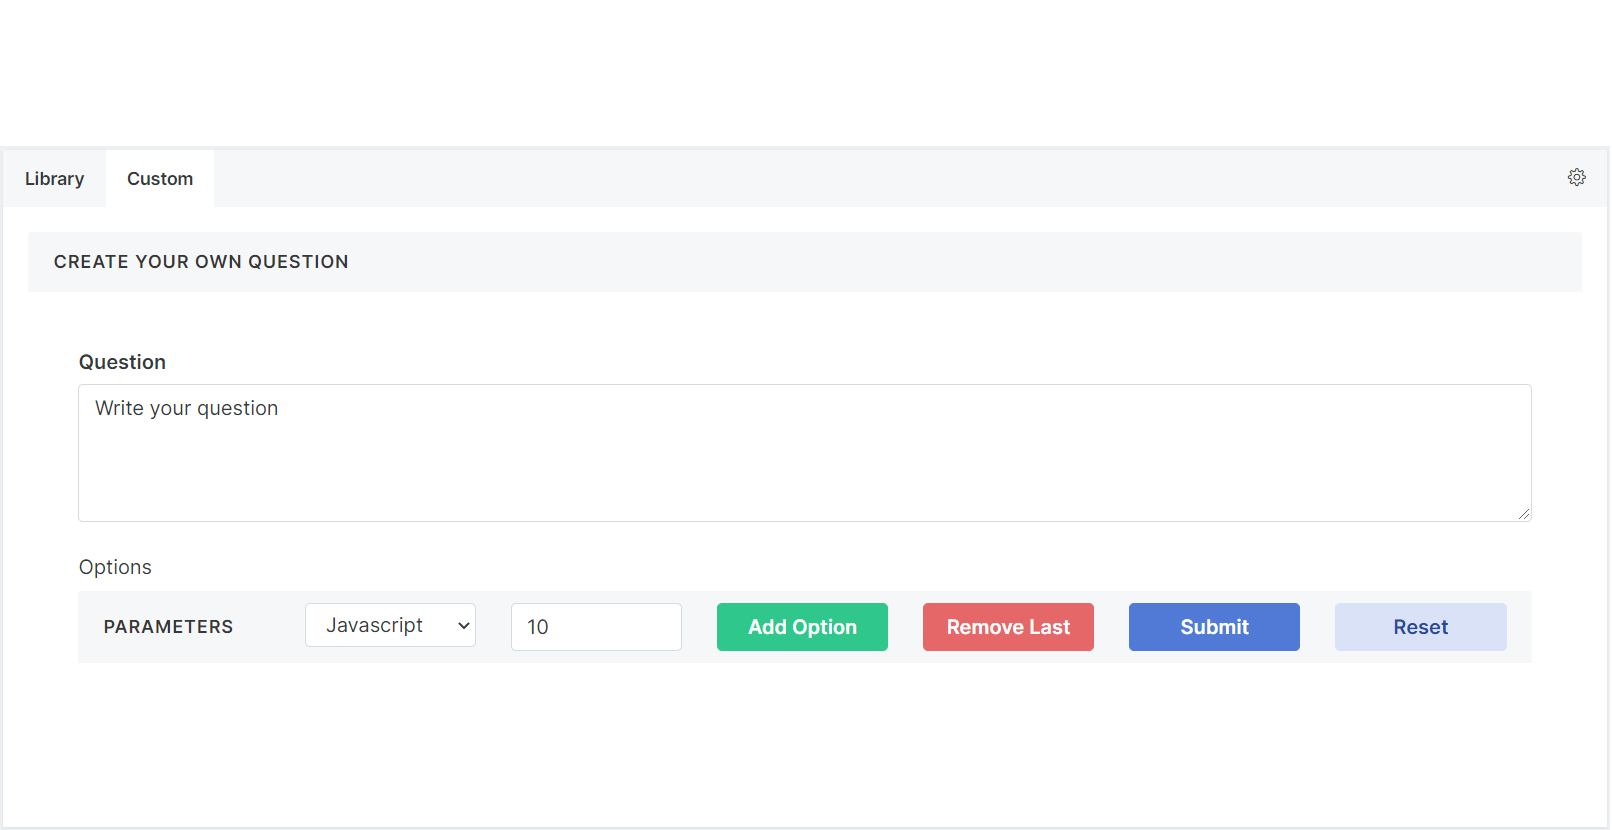 Library Custom
CREATE YOUR OWN QUESTION
Question
Write your question
Options
PARAMETERS Javascript 10 Add Option Remove Last Submit Reset